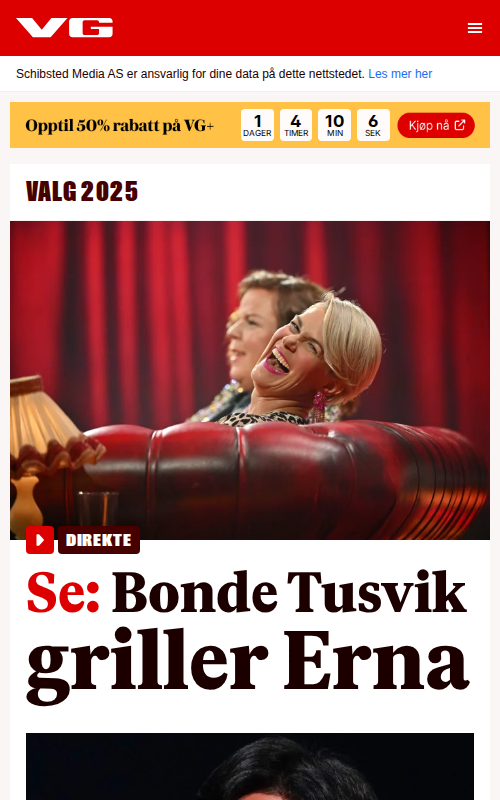 VG
Schibsted Media AS er ansvarlig for dine data på dette nettstedet. Les mer her
Opptil 50% rabatt på VG+
1 4 10 6
DAGER TIMER MIN SEK
Kjøp nå
VALG 2025
DIREKTE
Se: Bonde Tusvik
griller Erna